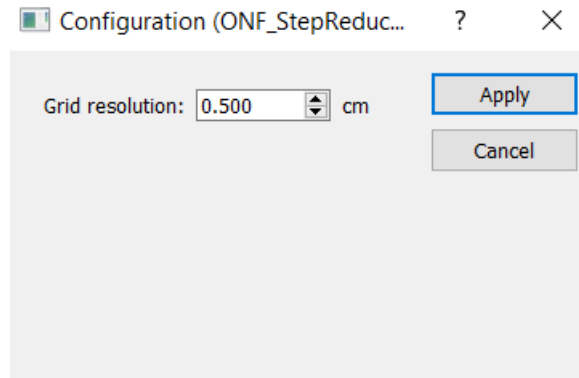 Configuration (ONF_StepReduc... ?
Grid resolution: 0.500 cm
Apply
Cancel